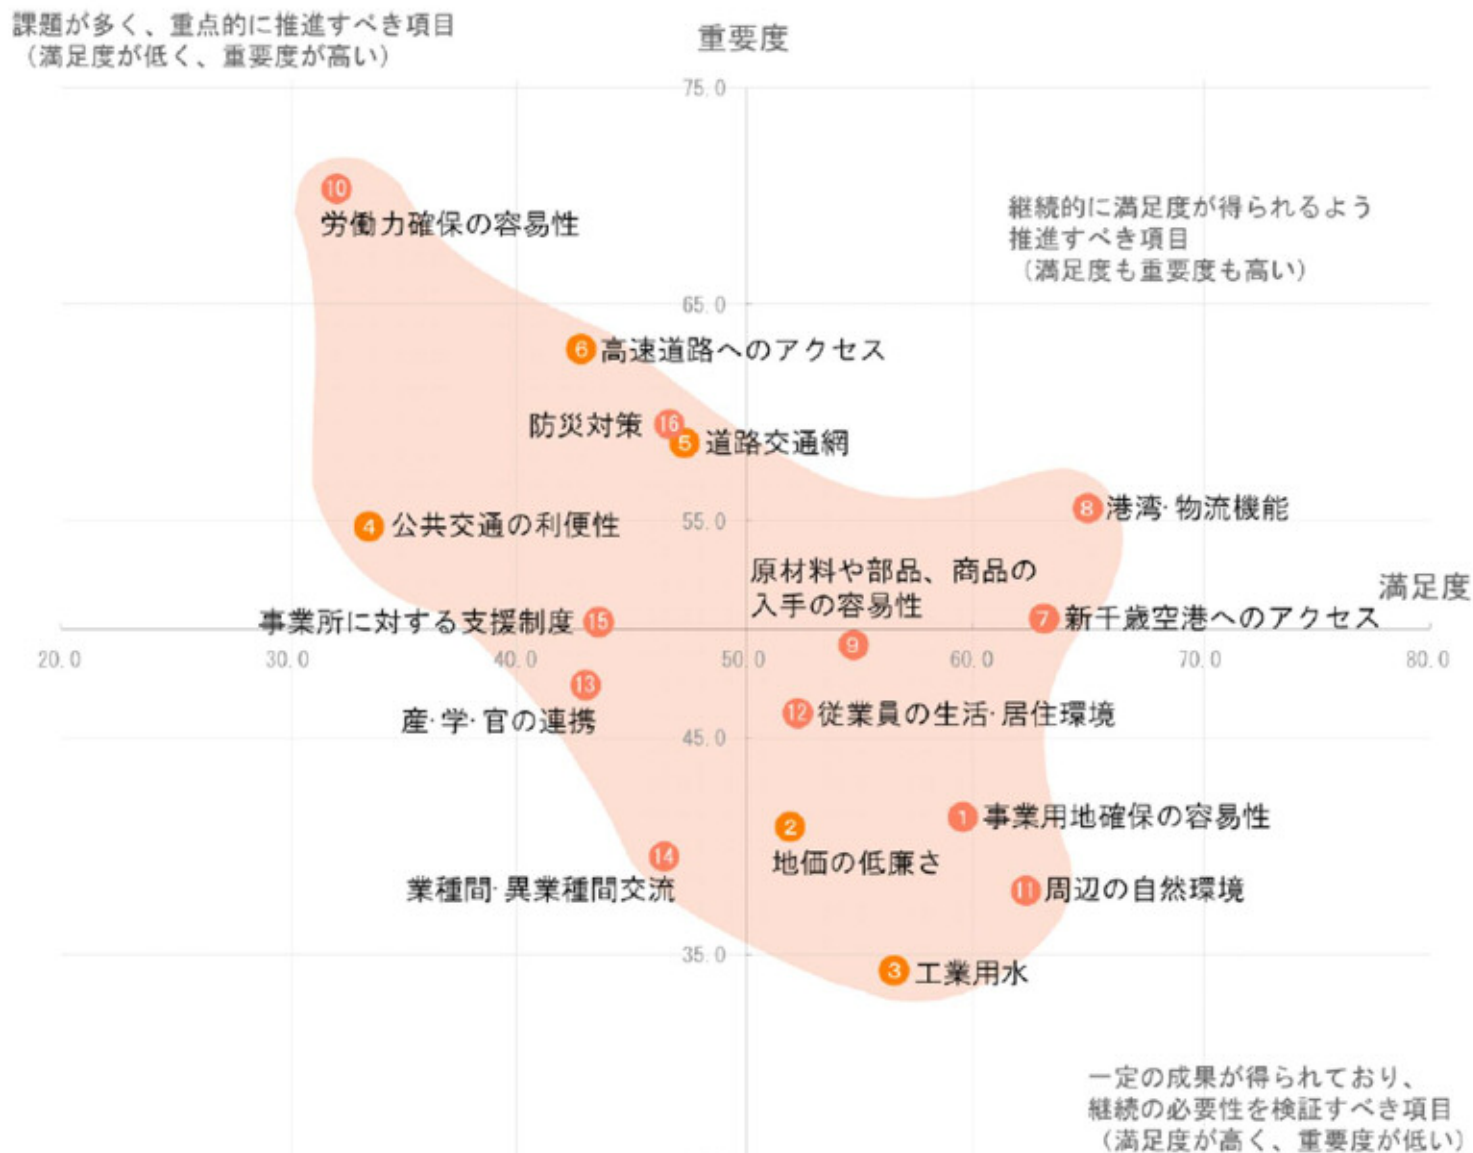 課題が多く、重点的に推進すべき項目
（満足度が低く、重要度が高い）
重要度
75.0
⑩
労働力確保の容易性
継続的に満足度が得られるよう
推進すべき項目
（満足度も重要度も高い）
65.0
⑥ 高速道路へのアクセス
防災対策 ⑯
⑤ 道路交通網
⑧ 港湾・物流機能
④ 公共交通の利便性
55.0
原材料や部品、商品の
入手の容易性
⑨
満足度
事業所に対する支援制度 ⑮
⑦ 新千歳空港へのアクセス
20.0 30.0 40.0 50.0 60.0 70.0 80.0
⑬
産・学・官の連携
⑫ 従業員の生活・居住環境
45.0
① 事業用地確保の容易性
②
地価の低廉さ
⑭
業種間・異業種間交流
⑪ 周辺の自然環境
35.0
③ 工業用水
一定の成果が得られており、
継続の必要性を検証すべき項目
（満足度が高く、重要度が低い）